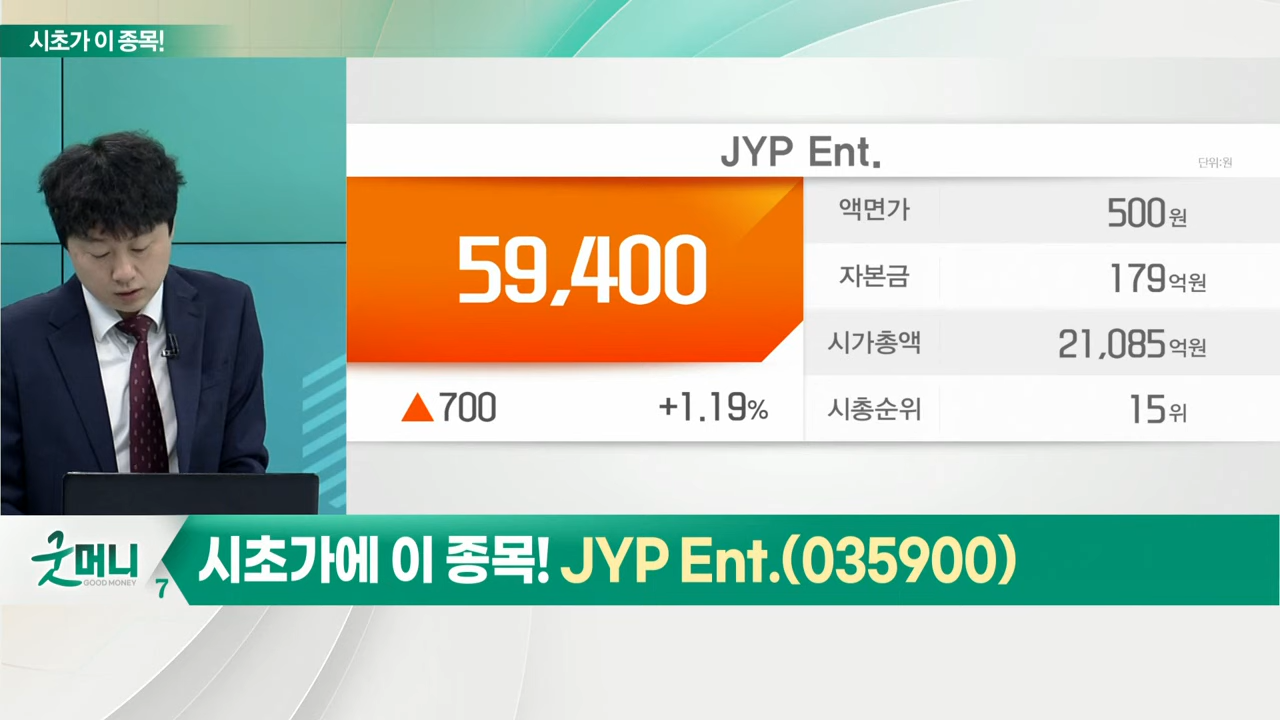 시초가 이 종목!
JYP Ent.
단위:원
59,400
▲700 +1.19%
액면가 500원
자본금 179억원
시가총액 21,085억원
시총순위 15위
굿머니
GOOD MONEY
7
시초가에 이 종목! JYP Ent.(035900)